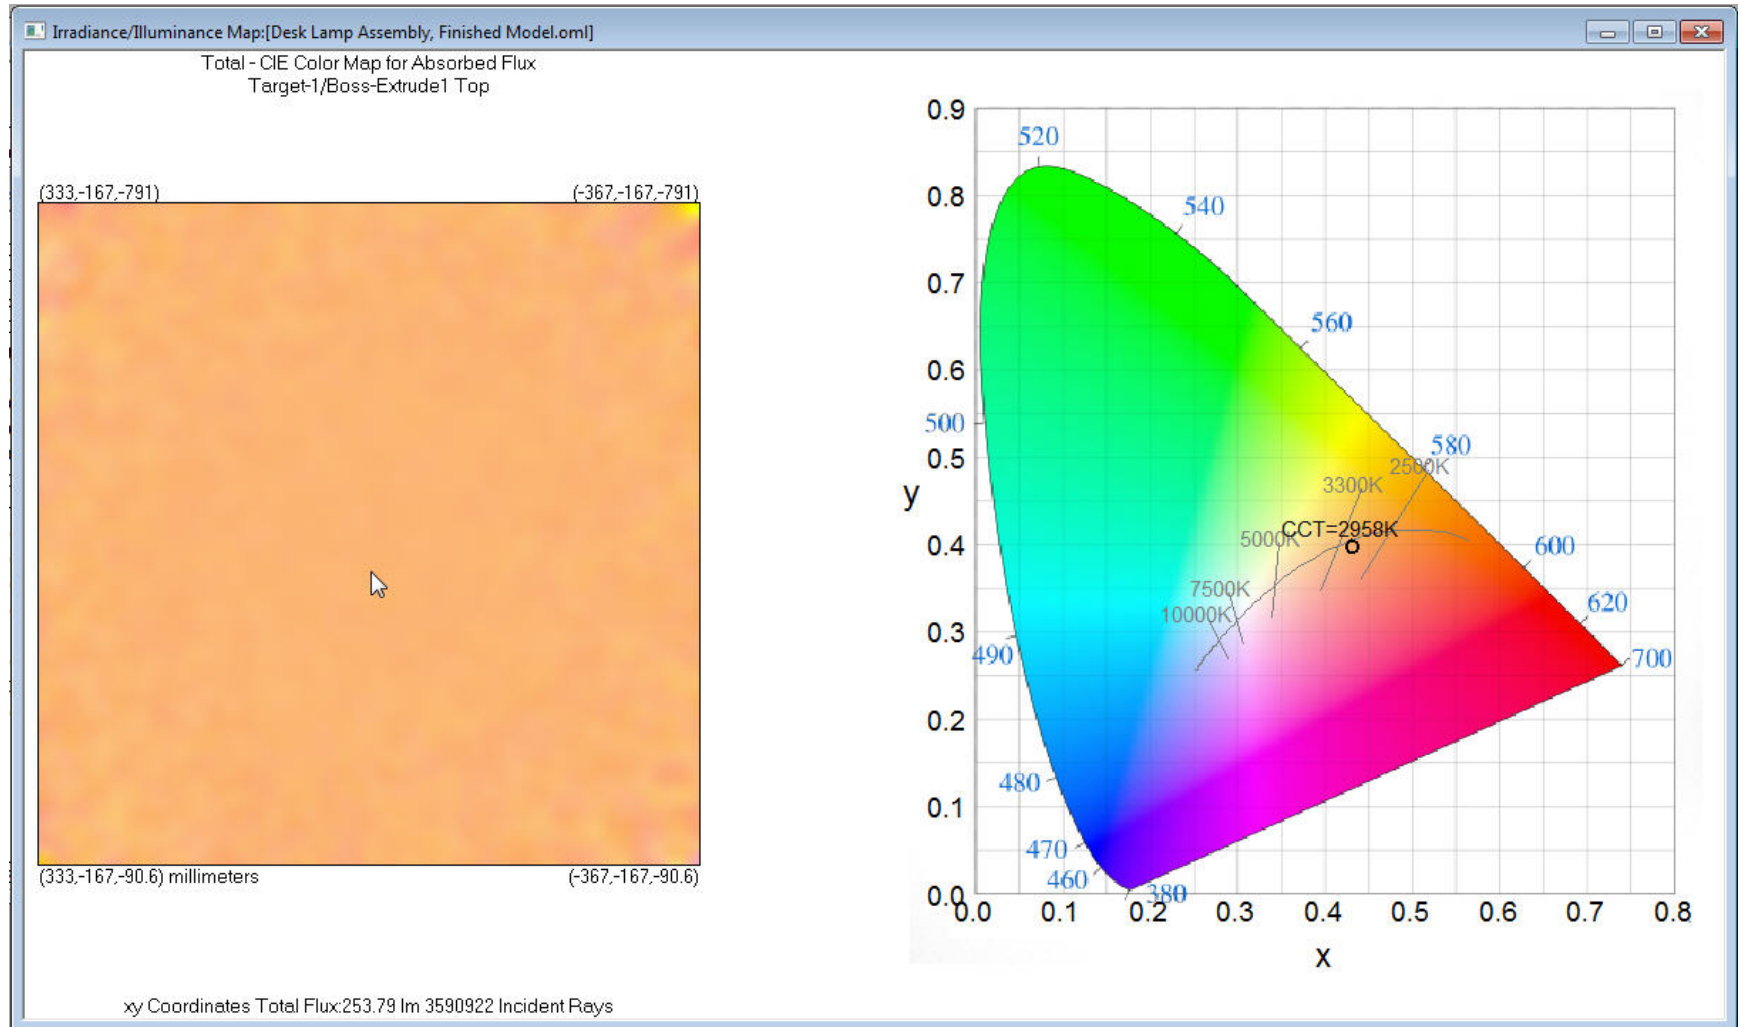 Irradiance/Illuminance Map:[Desk Lamp Assembly, Finished Model.oml]
Total - CIE Color Map for Absorbed Flux
Target-1/Boss-Extrude1 Top
(333,-167,-791)
(-367,-167,-791)
(333,-167,-90.6) millimeters
(-367,-167,-90.6)
xy Coordinates Total Flux:253.79 lm 3590922 Incident Rays
0.9
0.8
0.7
0.6
0.5
0.4
0.3
0.2
0.1
0.0
y
520
540
560
500
580
2500K
3300K
CCT=2958K
5000K
600
7500K
10000K
620
490
700
480
470
460
380
0.0
0.1
0.2
0.3
0.4
0.5
0.6
0.7
0.8
x